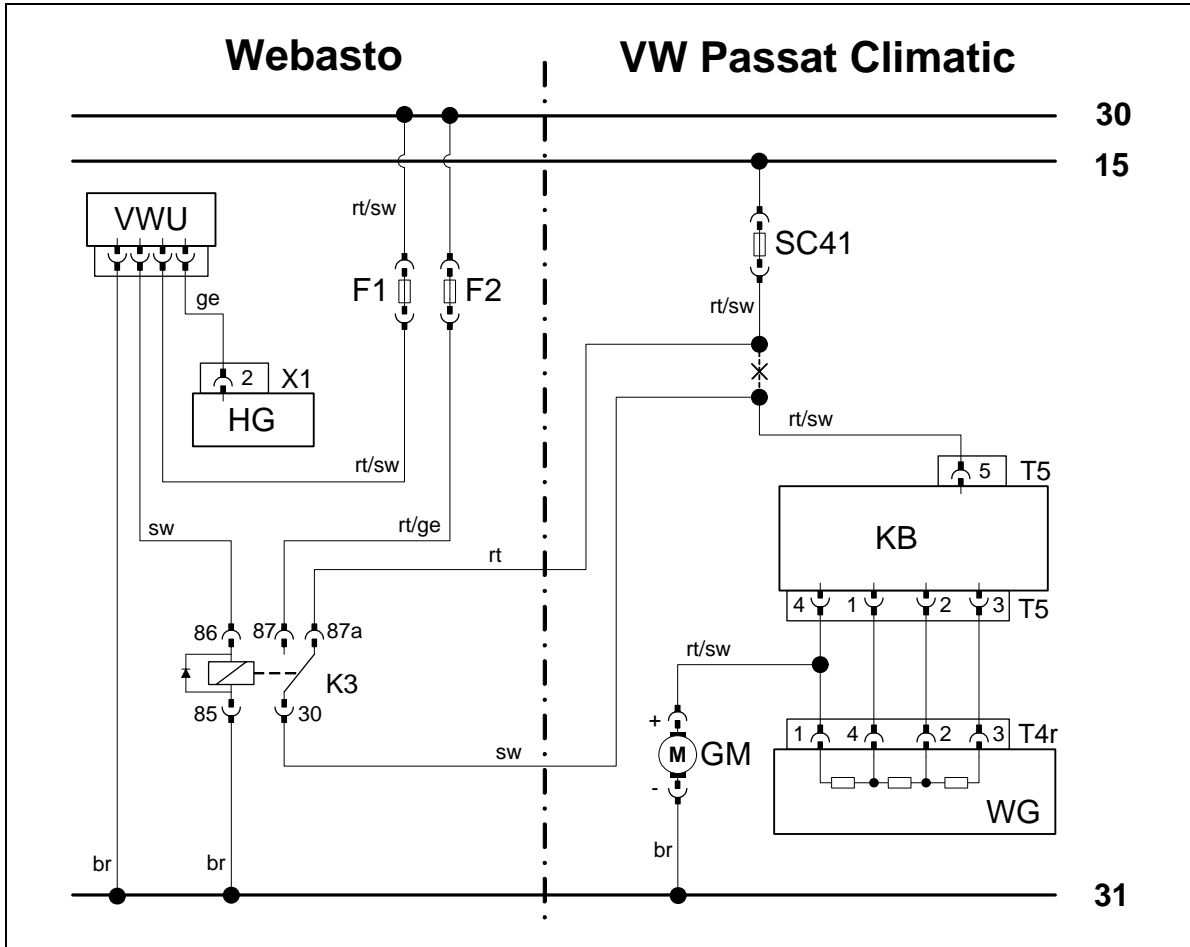 Webasto
VW Passat Climatic
30
15
VWU
rt/sw
SC41
ge
F1
F2
rt/sw
2
X1
HG
rt/sw
rt/sw
5
T5
sw
rt/ge
rt
KB
4
1
2
3
T5
86
87
87a
K3
rt/sw
85
30
1
4
2
3
T4r
+
M
GM
-
sw
WG
br
br
br
31